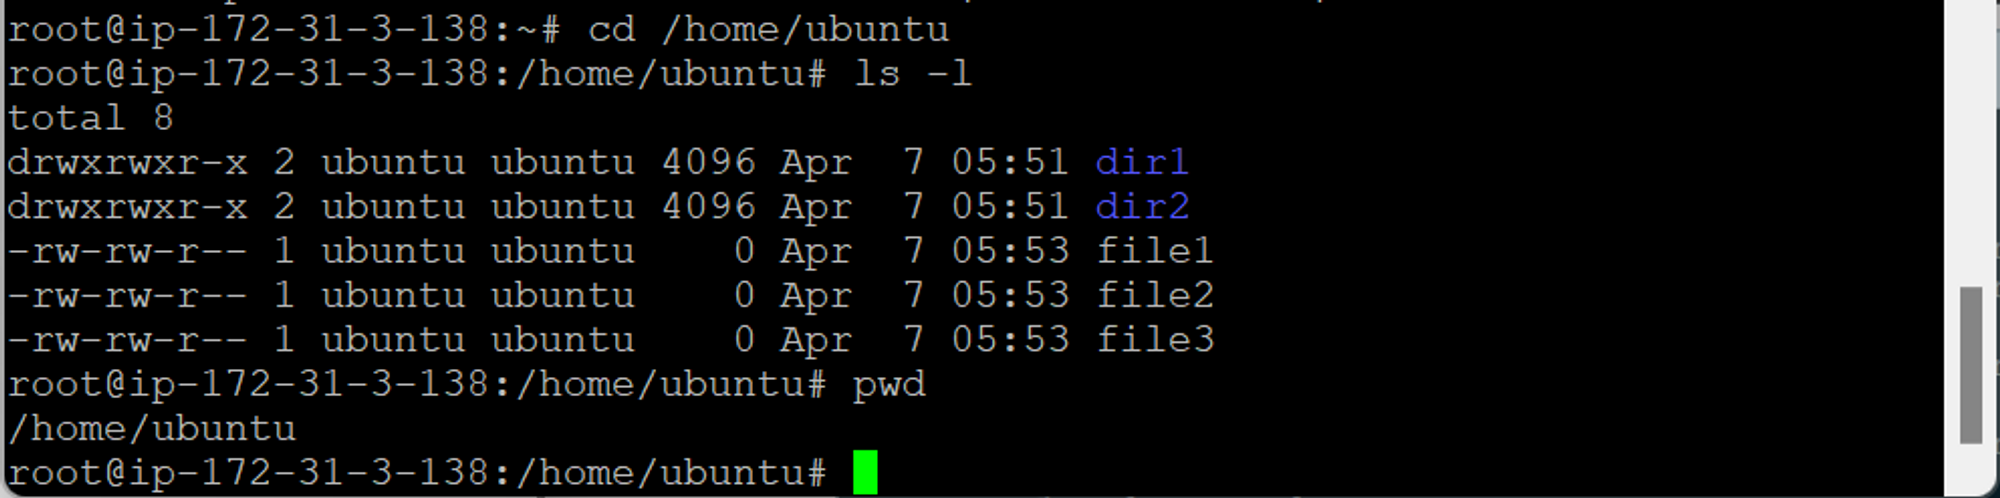 root@ip-172-31-3-138:~# cd /home/ubuntu
root@ip-172-31-3-138:/home/ubuntu# ls -l
total 8
drwxrwxr-x 2 ubuntu ubuntu 4096 Apr  7 05:51 dir1
drwxrwxr-x 2 ubuntu ubuntu 4096 Apr  7 05:51 dir2
-rw-rw-r-- 1 ubuntu ubuntu    0 Apr  7 05:53 file1
-rw-rw-r-- 1 ubuntu ubuntu    0 Apr  7 05:53 file2
-rw-rw-r-- 1 ubuntu ubuntu    0 Apr  7 05:53 file3
root@ip-172-31-3-138:/home/ubuntu# pwd
/home/ubuntu
root@ip-172-31-3-138:/home/ubuntu#